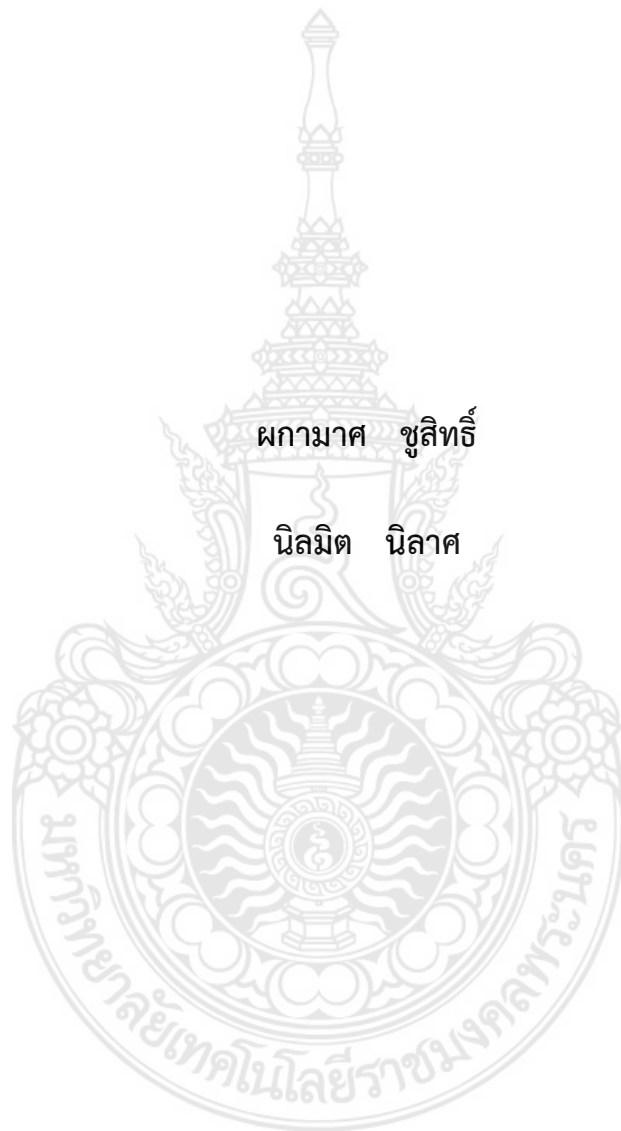 ผกามาศ ชูสิทธิ์
นิลมิต นิลาศ
มหาวิทยาลัยเทคโนโลยีราชมงคลพระนคร